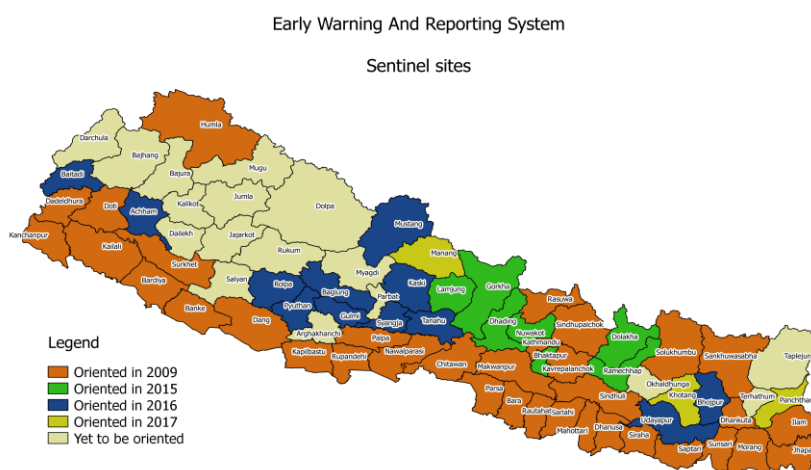 Early Warning And Reporting System
Sentinel sites
Humla
Darchula
Bajhang
Bajura
Mugu
Baitadi
Dadeldhura
Doti
Achham
Kalikot
Jumla
Dolpa
Mustang
Kanchanpur
Kailali
Dailekh
Jajarkot
Rukum
Manang
Surkhet
Myagdi
Bardiya
Salyan
Rolpa
Baglung
Kaski
Lamjung
Gorkha
Parbat
Banke
Pyuthan
Gulmi
Syangja
Tanahu
Dhading
Rasuwa
Dang
Arghakhanchi
Palpa
Nuwakot
Sindhupalchok
Dolakha
Kathmandu
Kapilbastu
Rupandehi
Nawalparasi
Chitawan
Makwanpur
Bhaktapur
Kavrepalanchok
Ramechhap
Solukhumbu
Sankhuwasabha
Taplejun
Okhaldhunga
Khotang
Bhojpur
Terhathum
Panchthar
Parsa
Bara
Rautahat
Sarlahi
Sindhuli
Mahottari
Dhanusa
Siraha
Udayapur
Dhankuta
Ilam
Saptari
Sunsari
Morang
Jhapa
Legend
Oriented in 2009
Oriented in 2015
Oriented in 2016
Oriented in 2017
Yet to be oriented